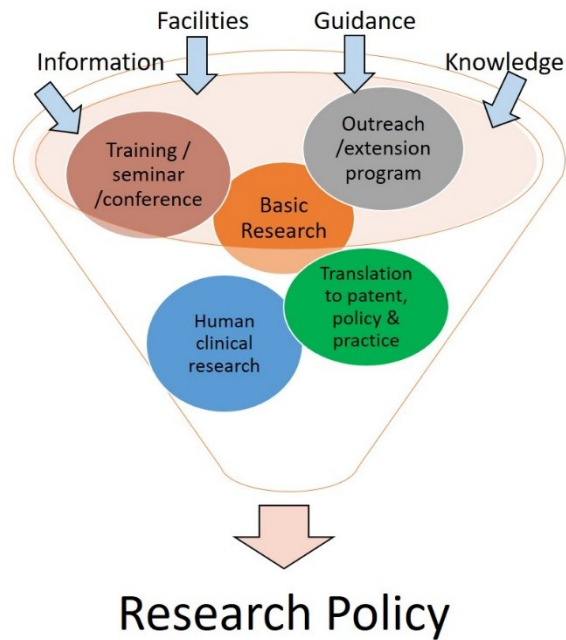 Facilities
Guidance
Information
Knowledge
Training /
seminar
/conference
Outreach
/extension
program
Basic
Research
Translation
to patent,
policy &
practice
Human
clinical
research
Research Policy